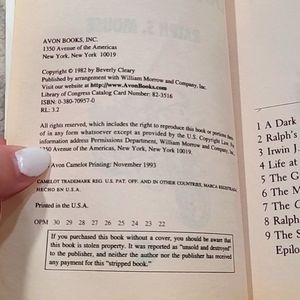 AVON BOOKS, INC.
1350 Avenue of the Americas
New York, New York 10019
Copyright © 1982 by Beverly Cleary
Published by arrangement with William Morrow and Company, Inc.
Visit our website at http://www.AvonBooks.com
Library of Congress Catalog Card Number: 82-3516
ISBN: 0-380-70957-0
RL: 3.2
All rights reserved, which includes the right to reproduce this book or portions
of in any form whatsoever except as provided by the U.S. Copyright Law. For
information address Permissions Department, William Morrow and Company,
1350 Avenue of the Americas, New York, New York 10019.
Avon Camelot Printing: November 1993
CAMELOT TRADEMARK REG. U.S. PAT. OFF. AND IN OTHER COUNTRIES, MARCA REGISTRADA,
HECHO EN U.S.A.
Printed in the U.S.A.
OPM 30 29 28 27 26 25 24 23 22
If you purchased this book without a cover, you should be aware that
this book is stolen property. It was reported as "unsold and destroyed"
to the publisher, and neither the author nor the publisher has received
any payment for this "stripped book."
RALPH S. MOUSE
1 A Dark
2 Ralph's
3 Irwin J.
4 Life at
5 The G
6 The M
7 The C
8 Ralph
9 The S
Epilo